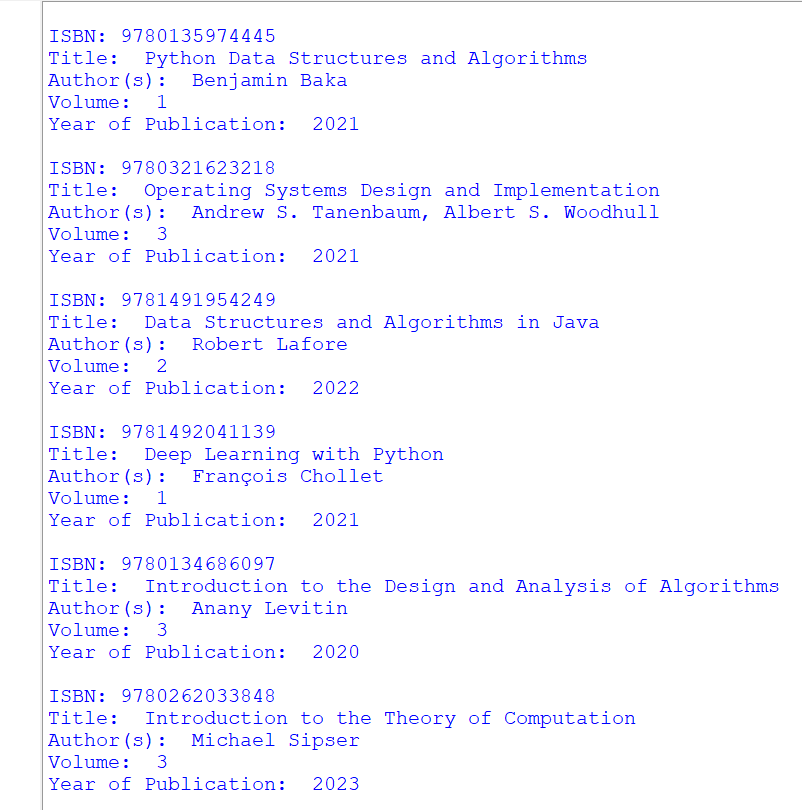 ISBN: 9780135974445
Title:  Python Data Structures and Algorithms
Author(s):  Benjamin Baka
Volume:  1
Year of Publication:  2021

ISBN: 9780321623218
Title:  Operating Systems Design and Implementation
Author(s):  Andrew S. Tanenbaum, Albert S. Woodhull
Volume:  3
Year of Publication:  2021

ISBN: 9781491954249
Title:  Data Structures and Algorithms in Java
Author(s):  Robert Lafore
Volume:  2
Year of Publication:  2022

ISBN: 9781492041139
Title:  Deep Learning with Python
Author(s):  François Chollet
Volume:  1
Year of Publication:  2021

ISBN: 9780134686097
Title:  Introduction to the Design and Analysis of Algorithms
Author(s):  Anany Levitin
Volume:  3
Year of Publication:  2020

ISBN: 9780262033848
Title:  Introduction to the Theory of Computation
Author(s):  Michael Sipser
Volume:  3
Year of Publication:  2023